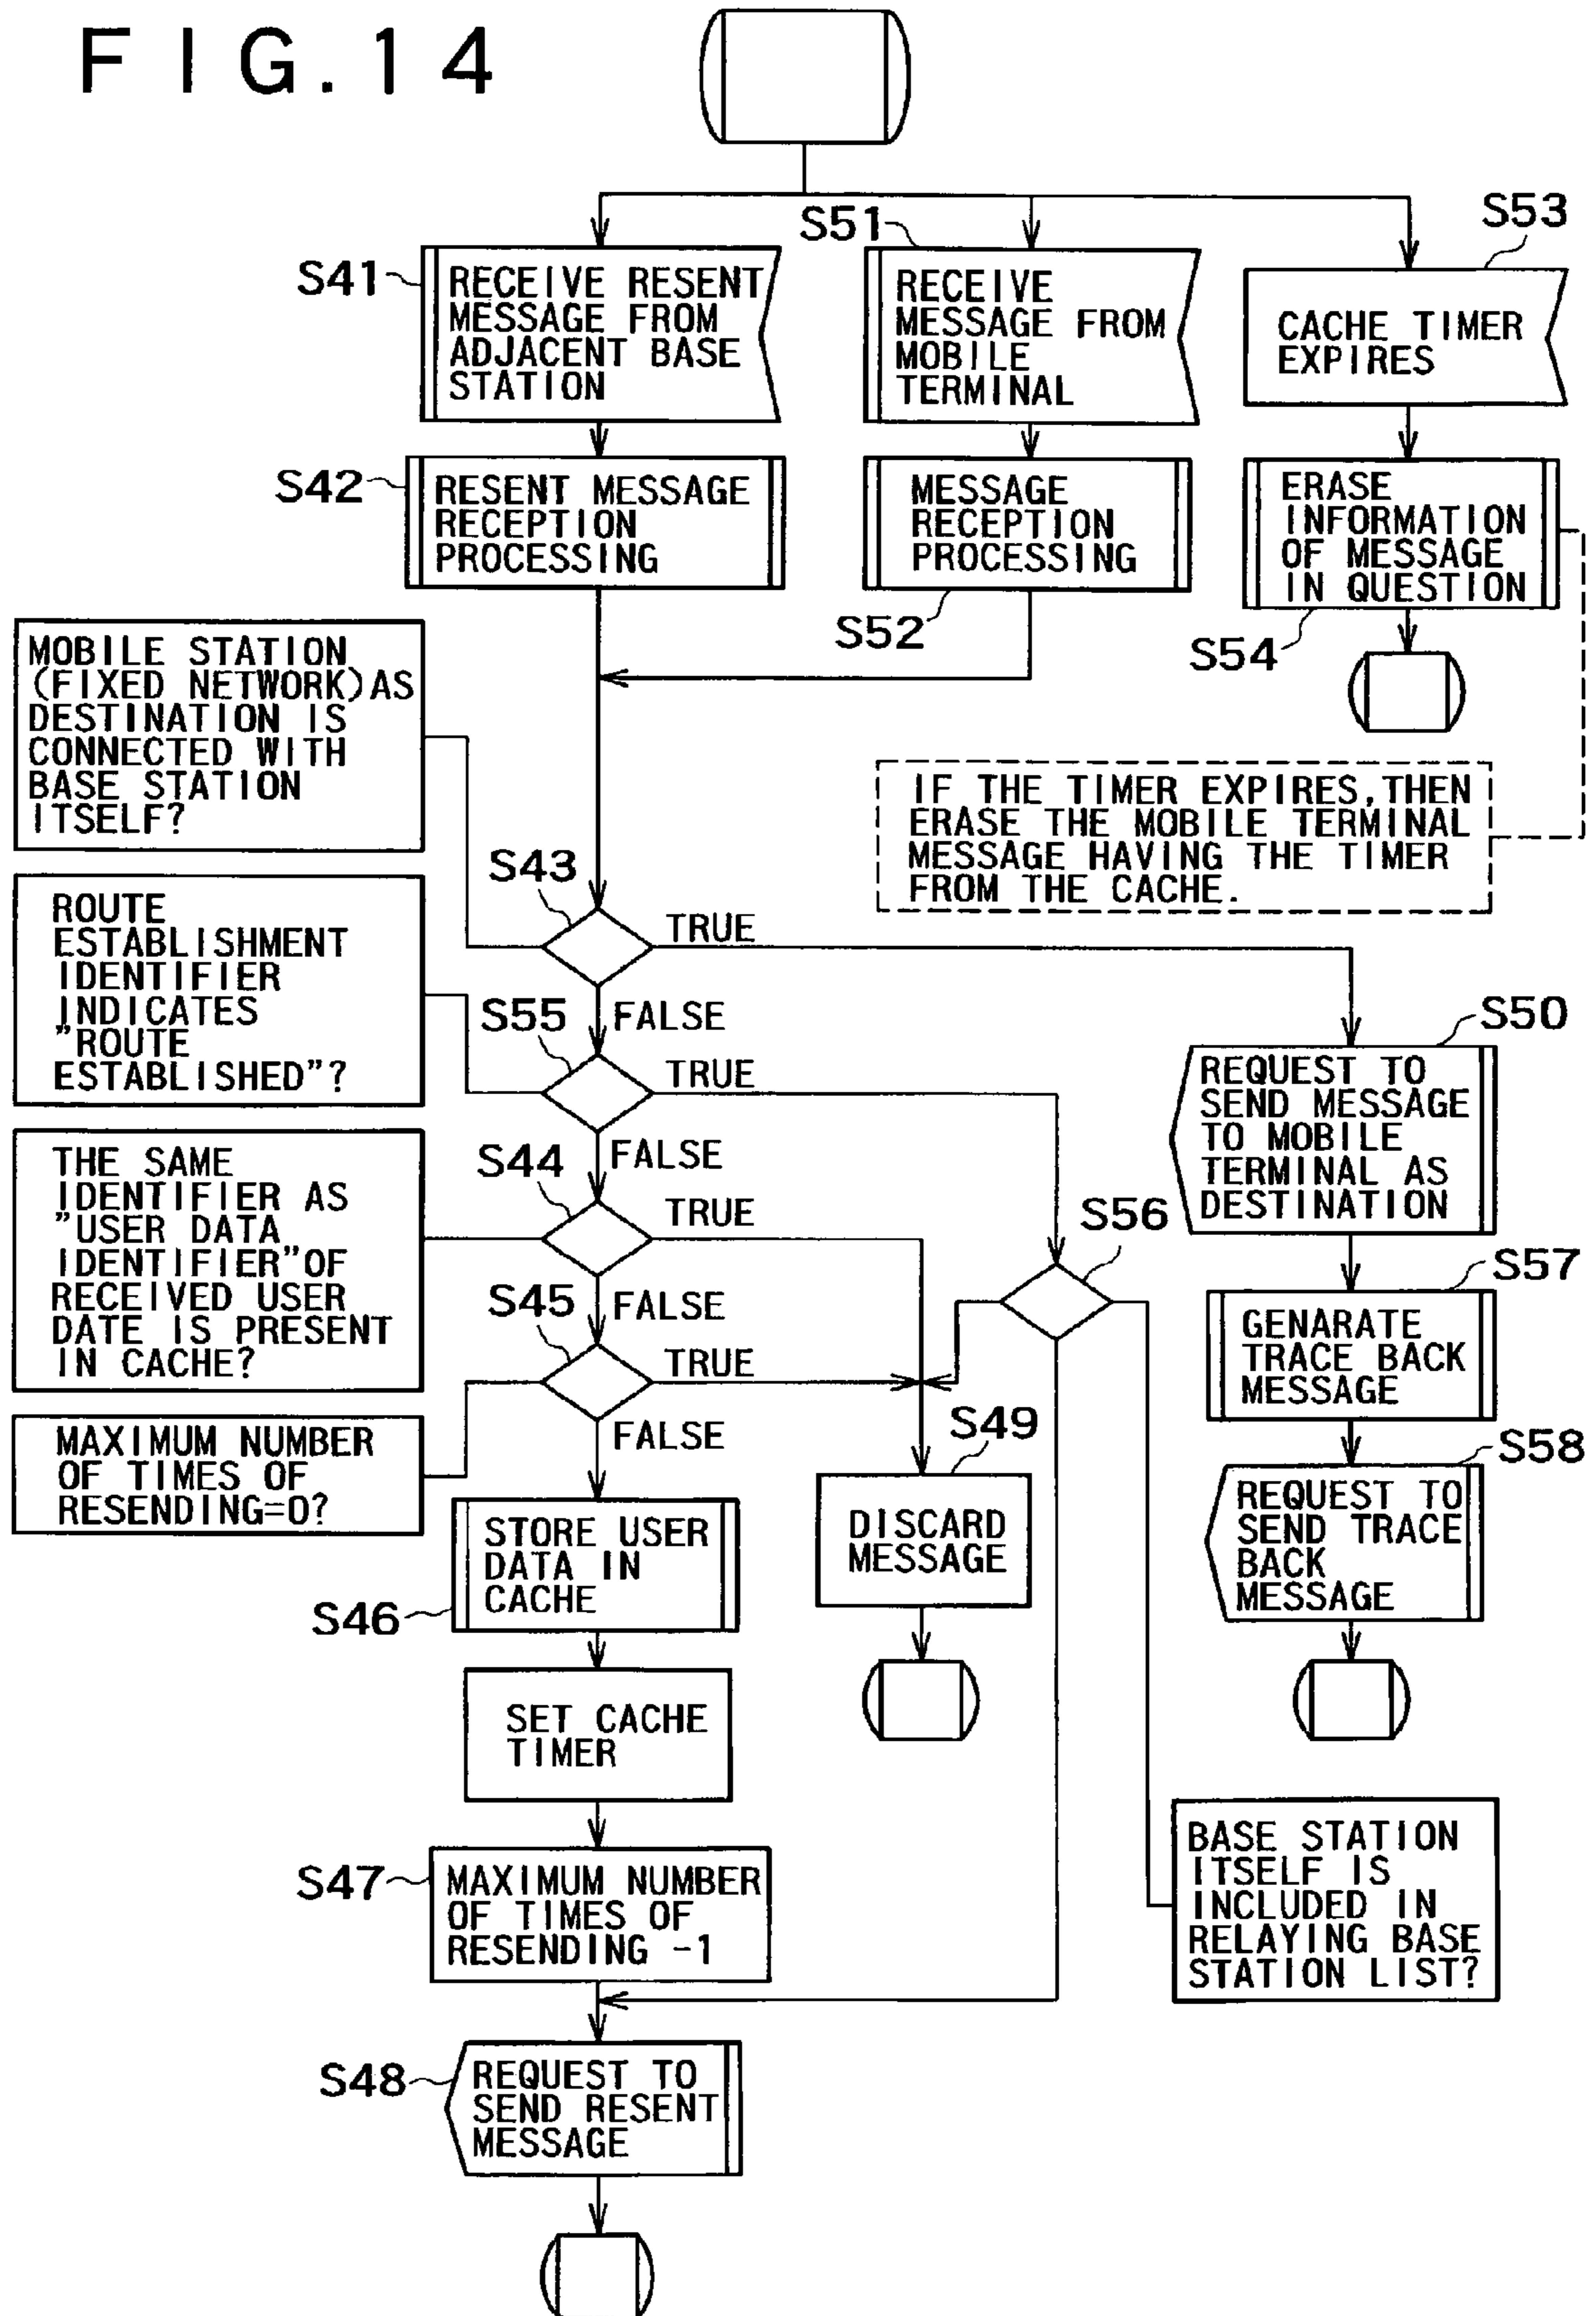 FIG.14
S41
RECEIVE RESENT
MESSAGE FROM
ADJACENT BASE
STATION
S51
RECEIVE
MESSAGE FROM
MOBILE
TERMINAL
S53
CACHE TIMER
EXPIRES
S42
RESENT MESSAGE
RECEPTION
PROCESSING
MESSAGE
RECEPTION
PROCESSING
S52
ERASE
INFORMATION
OF MESSAGE
IN QUESTION
S54
MOBILE STATION
(FIXED NETWORK)AS
DESTINATION IS
CONNECTED WITH
BASE STATION
ITSELF?
IF THE TIMER EXPIRES,THEN
ERASE THE MOBILE TERMINAL
MESSAGE HAVING THE TIMER
FROM THE CACHE.
S43
TRUE
FALSE
ROUTE
ESTABLISHMENT
IDENTIFIER
INDICATES
"ROUTE
ESTABLISHED"?
S55
TRUE
FALSE
S50
REQUEST TO
SEND MESSAGE
TO MOBILE
TERMINAL AS
DESTINATION
THE SAME
IDENTIFIER AS
"USER DATA
IDENTIFIER"OF
RECEIVED USER
DATE IS PRESENT
IN CACHE?
S44
TRUE
FALSE
S56
S57
GENARATE
TRACE BACK
MESSAGE
S45
TRUE
FALSE
MAXIMUM NUMBER
OF TIMES OF
RESENDING=0?
S49
DISCARD
MESSAGE
S58
REQUEST TO
SEND TRACE
BACK
MESSAGE
STORE USER
DATA IN
CACHE
S46
SET CACHE
TIMER
S47
MAXIMUM NUMBER
OF TIMES OF
RESENDING -1
BASE STATION
ITSELF IS
INCLUDED IN
RELAYING BASE
STATION LIST?
S48
REQUEST TO
SEND RESENT
MESSAGE